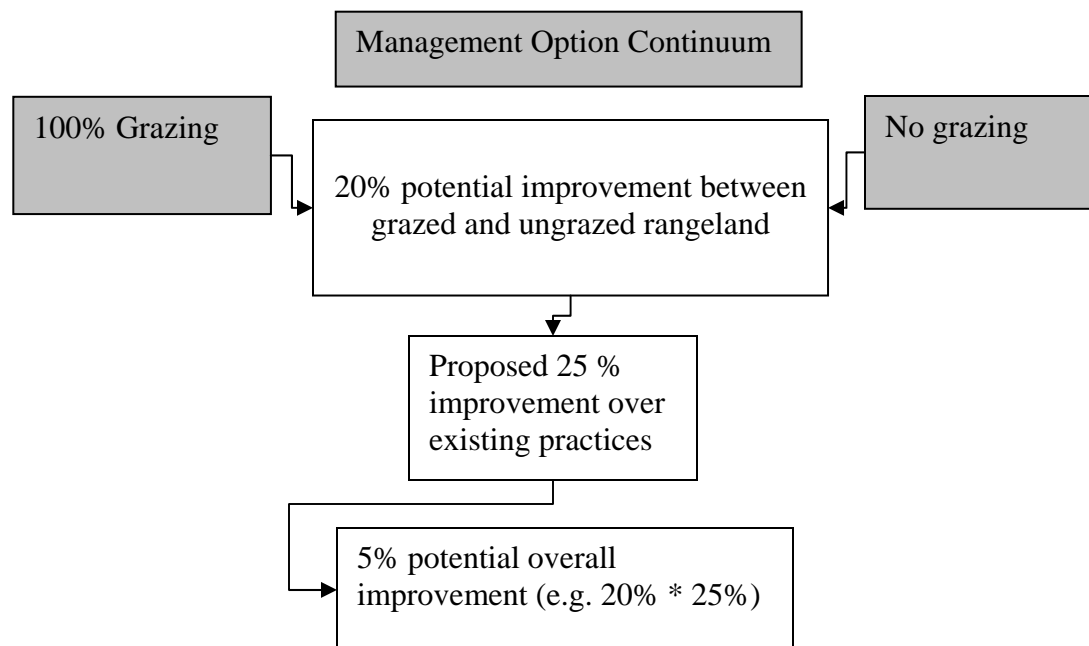 Management Option Continuum
100% Grazing
No grazing
20% potential improvement between
grazed and ungrazed rangeland
Proposed 25 %
improvement over
existing practices
5% potential overall
improvement (e.g. 20% * 25%)